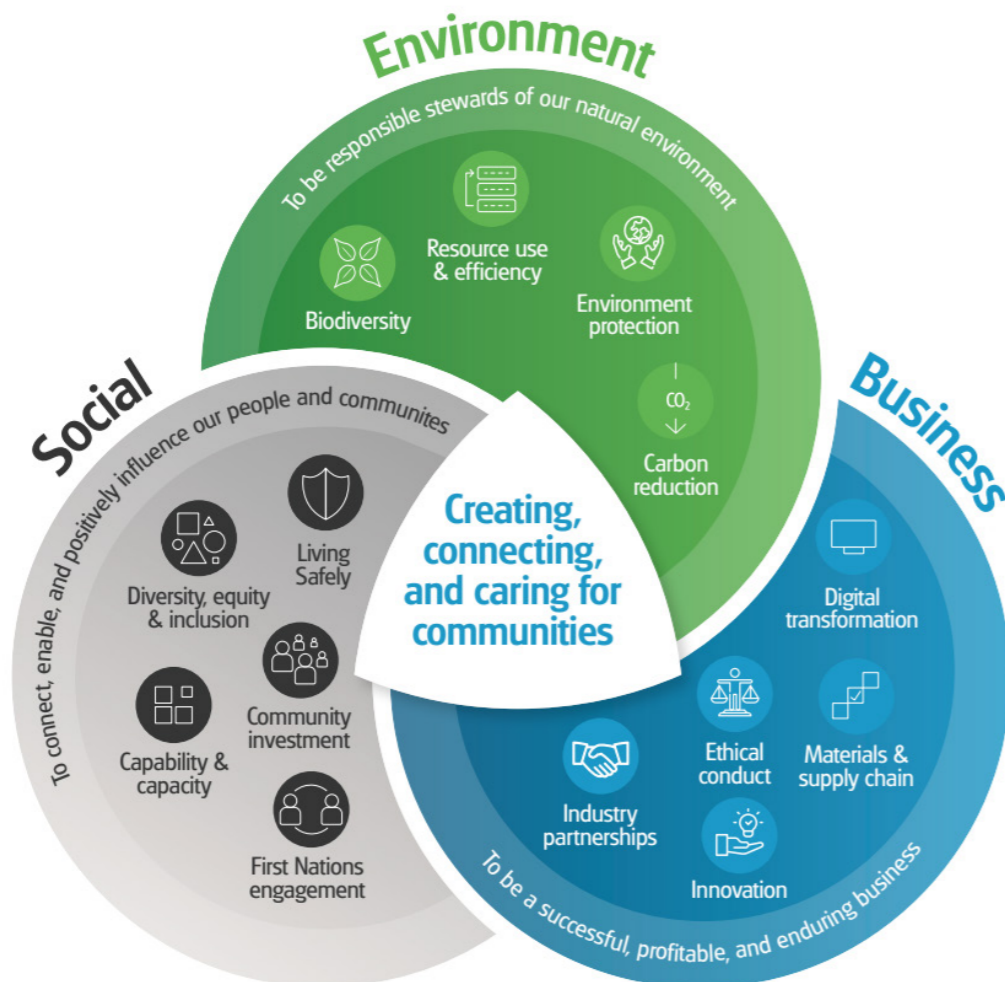 Environment
To be responsible stewards of our natural environment
Biodiversity
Resource use
& efficiency
Environment
protection
CO₂
Carbon
reduction
Social
To connect, enable, and positively influence our people and communites
Diversity, equity
& inclusion
Living
Safely
Capability &
capacity
Community
investment
First Nations
engagement
Creating,
connecting,
and caring for
communities
Business
Digital
transformation
Ethical
conduct
Materials &
supply chain
Industry
partnerships
Innovation
To be a successful, profitable, and enduring business